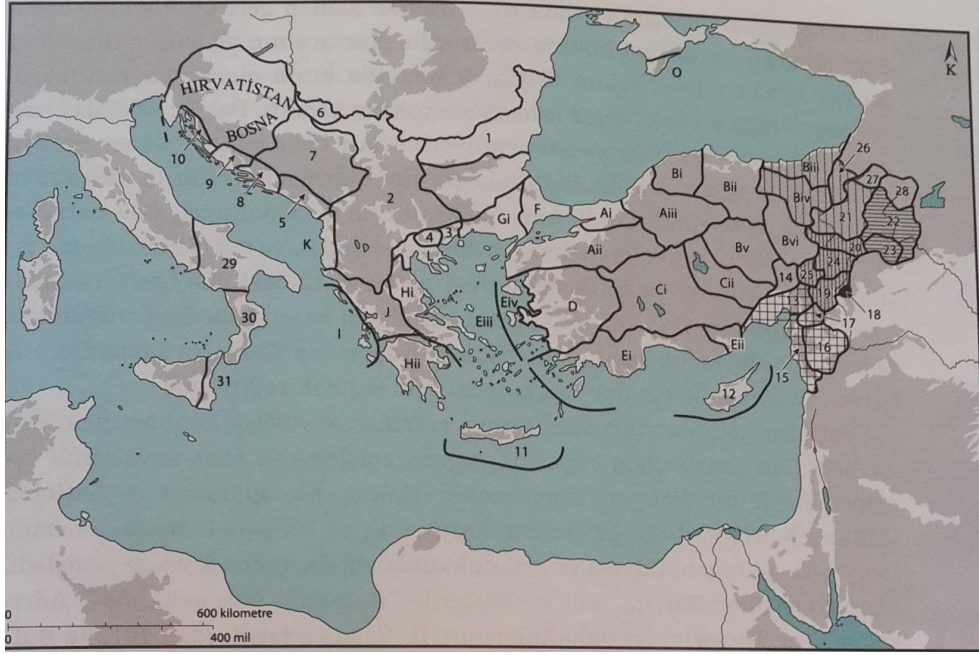 O
K
HIRVATİSTAN
BOSNA
6
1
26
10
7
Bi
Bii
Biii
27
28
9
8
2
Biv
21
22
5
Gi
F
Ai
Aiii
K
4
3
L
Aii
Bv
Bvi
20
23
29
Hi
Eiv
D
Ci
Cii
14
25
24
19
30
I
J
Eiii
13
18
17
Hii
Ei
Eii
16
31
12
15
11
0
600 kilometre
0
400 mil